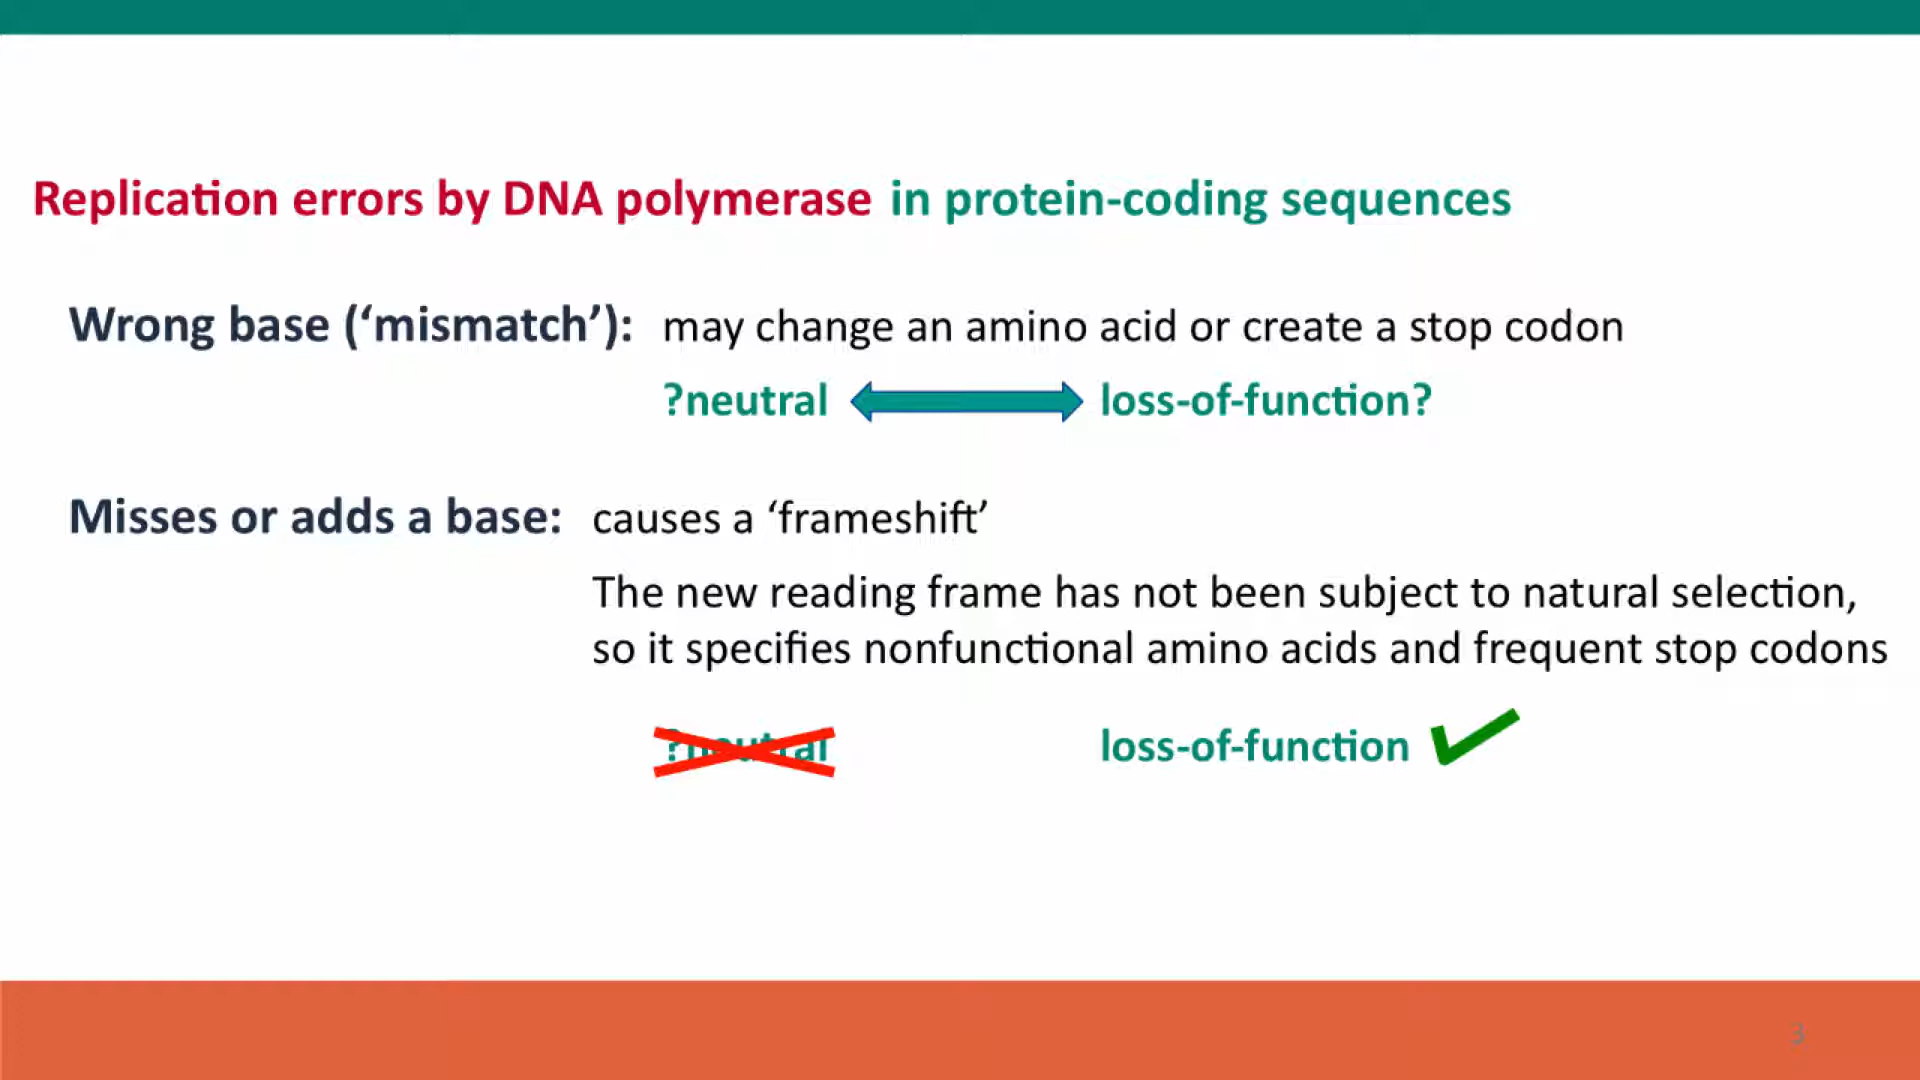 Replication errors by DNA polymerase in protein-coding sequences
Wrong base (‘mismatch’): may change an amino acid or create a stop codon
?neutral loss-of-function?
Misses or adds a base: causes a ‘frameshift’
The new reading frame has not been subject to natural selection,
so it specifies nonfunctional amino acids and frequent stop codons
?neutral loss-of-function
3